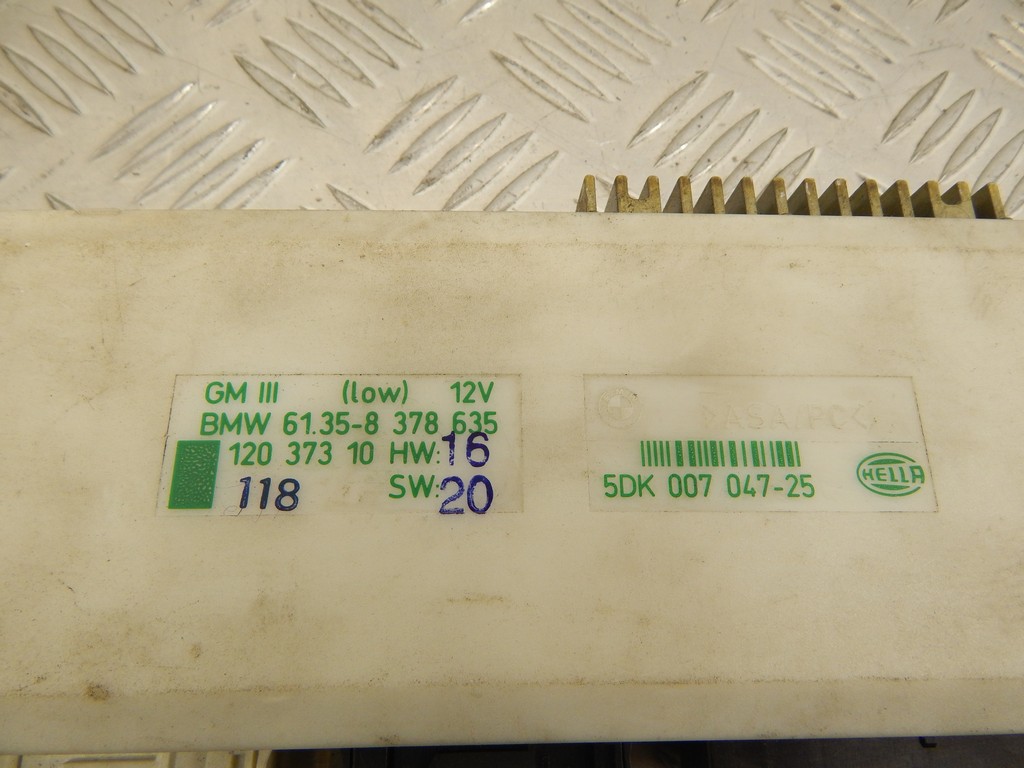 GM III (low) 12V
BMW 61.35-8 378 635
120 373 10 HW: 16
118 SW: 20
5DK 007 047-25
HELLA